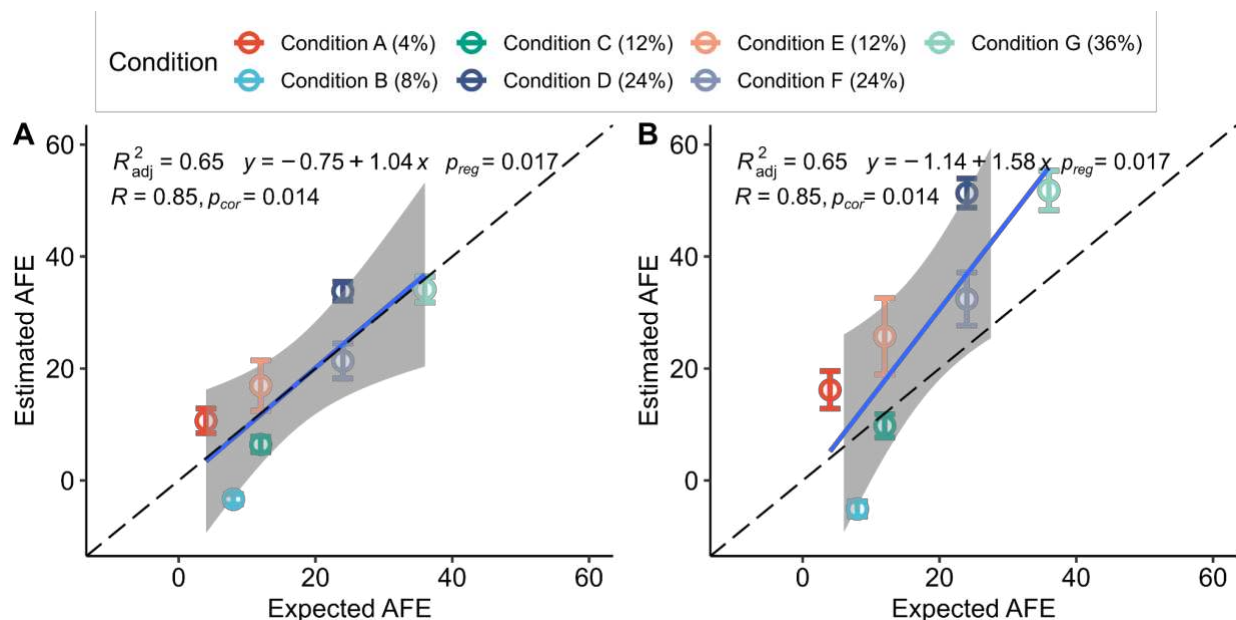 Condition
Condition A (4%) Condition C (12%) Condition E (12%) Condition G (36%)
Condition B (8%) Condition D (24%) Condition F (24%)
A
R²adj = 0.65 y = −0.75 + 1.04 x preg = 0.017
R = 0.85, pcor = 0.014
60
40
20
0
Estimated AFE
0 20 40 60
Expected AFE
B
R²adj = 0.65 y = −1.14 + 1.58 x preg = 0.017
R = 0.85, pcor = 0.014
60
40
20
0
Estimated AFE
0 20 40 60
Expected AFE